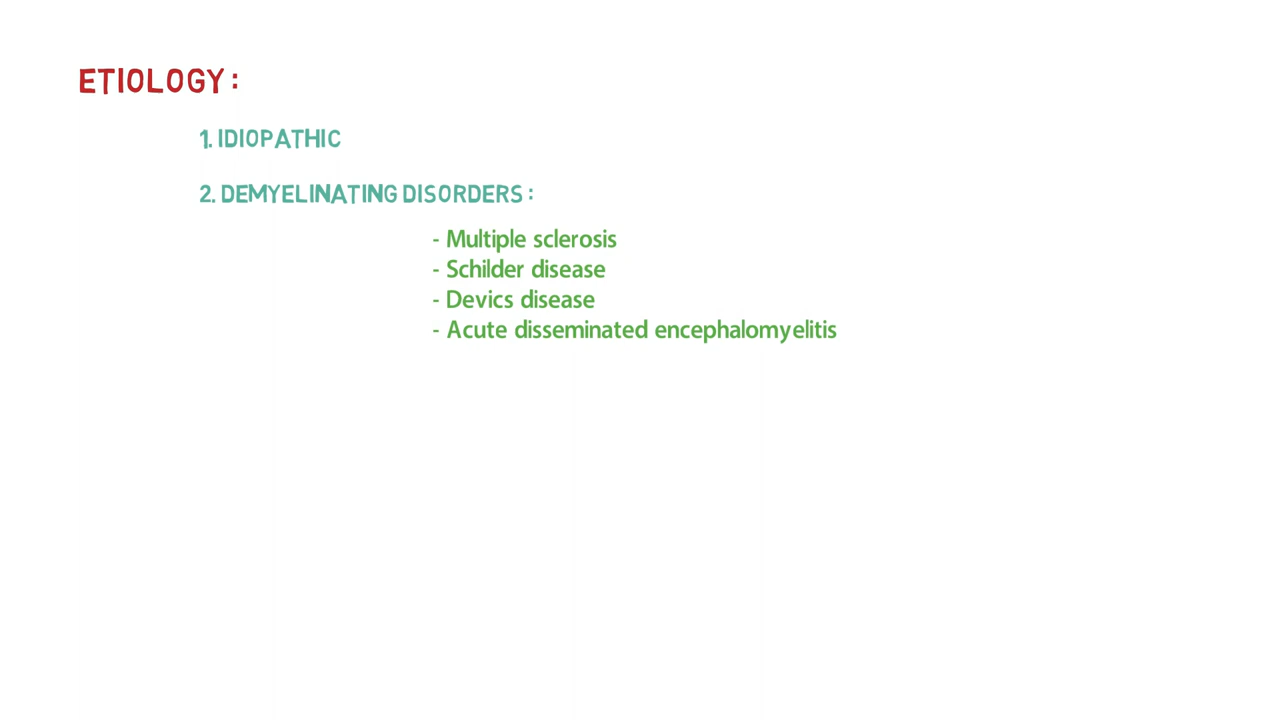 ETIOLOGY :
1. IDIOPATHIC
2. DEMYELINATING DISORDERS :
- Multiple sclerosis
- Schilder disease
- Devics disease
- Acute disseminated encephalomyelitis